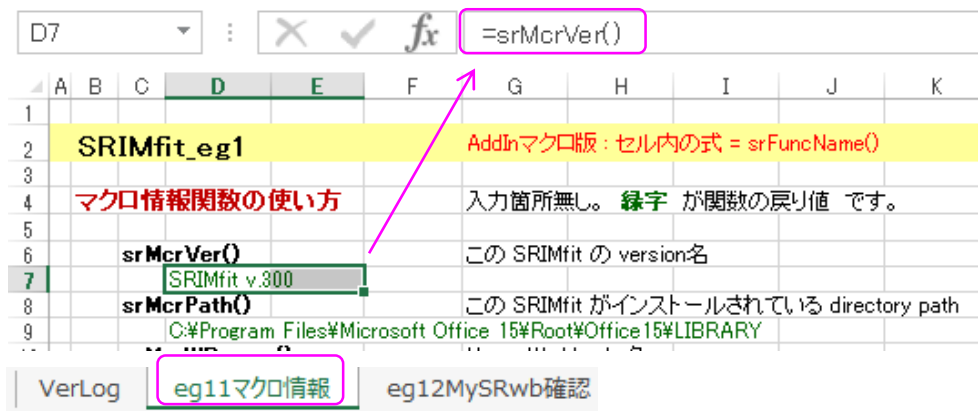 D7 fx =srMcrVer()
A B C D E F G H I J K
1
2 SRIMfit_eg1 AddInマクロ版:セル内の式 = srFuncName()
3
4 マクロ情報関数の使い方 入力箇所無し。 緑字 が関数の戻り値 です。
5
6 srMcrVer() この SRIMfit の version名
7 SRIMfit v.300
8 srMcrPath() この SRIMfit がインストールされている directory path
9 C:¥Program Files¥Microsoft Office 15¥Root¥Office15¥LIBRARY
VerLog eg11マクロ情報 eg12MySRwb確認